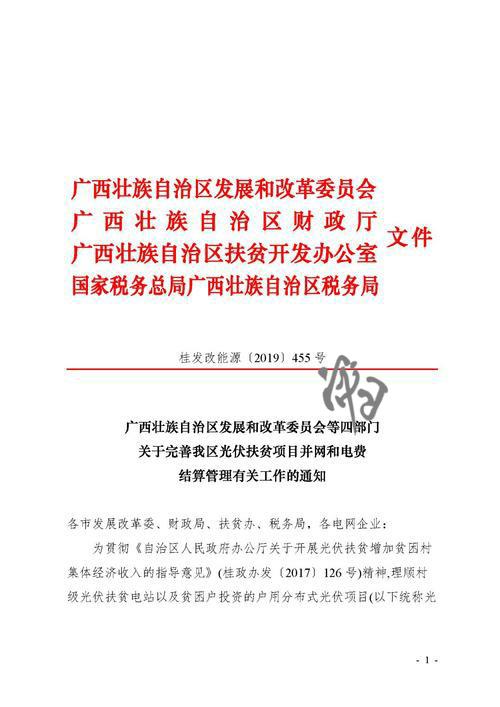 广西壮族自治区发展和改革委员会
广西壮族自治区财政厅
广西壮族自治区扶贫开发办公室
国家税务总局广西壮族自治区税务局
文件
桂发改能源〔2019〕455号
广西壮族自治区发展和改革委员会等四部门
关于完善我区光伏扶贫项目并网和电费
结算管理有关工作的通知
各市发展改革委、财政局、扶贫办、税务局，各电网企业：
为贯彻《自治区人民政府办公厅关于开展光伏扶贫增加贫困村
集体经济收入的指导意见》(桂政办发〔2017〕126号)精神,理顺村
级光伏扶贫电站以及贫困户投资的户用分布式光伏项目(以下统称光
- 1 -